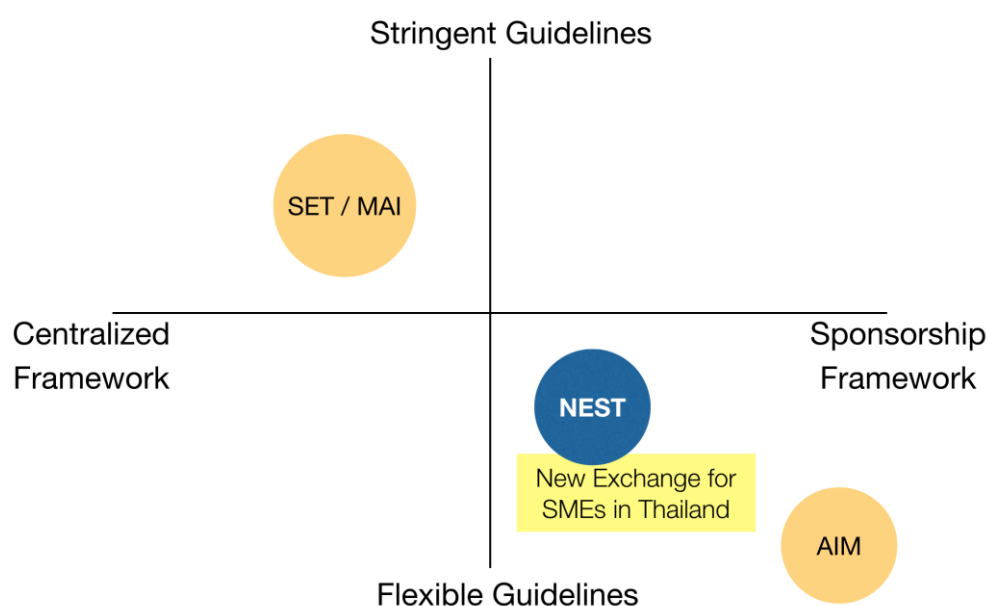 Stringent Guidelines
SET / MAI
Centralized
Framework
Sponsorship
Framework
NEST
New Exchange for
SMEs in Thailand
AIM
Flexible Guidelines